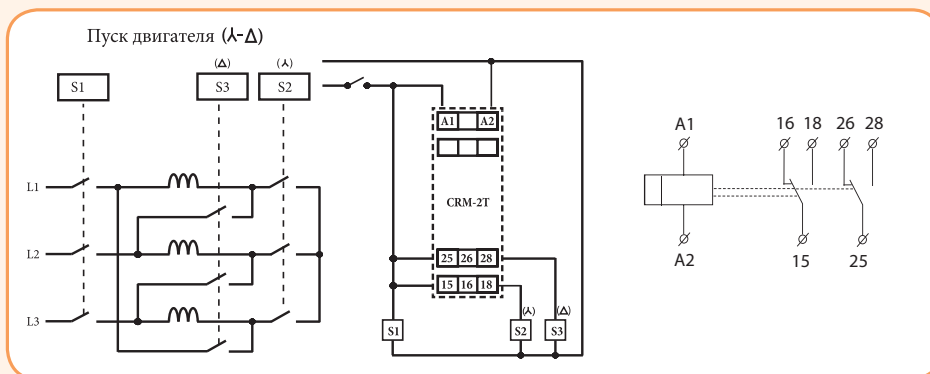 Пуск двигателя (⅄-Δ)
S1
(Δ)
S3
(⅄)
S2
L1
L2
L3
A1 A2
CRM-2T
25 26 28
15 16 18
S1
S2 (⅄)
S3 (Δ)
A1
A2
16 18 26 28
15 25